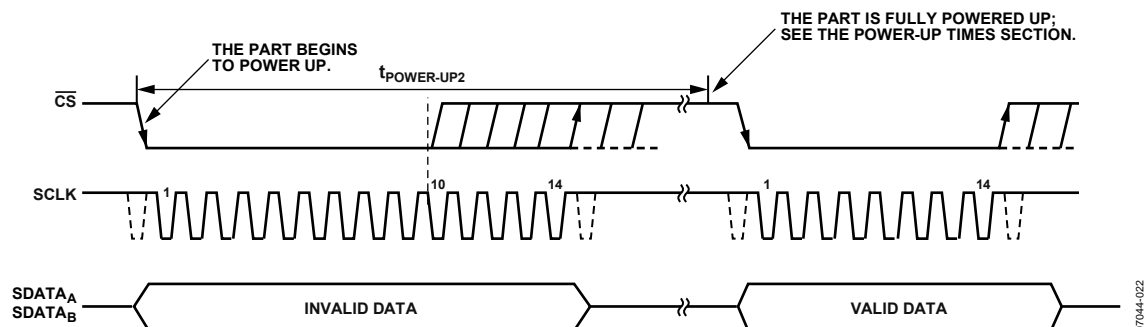 THE PART IS FULLY POWERED UP;
SEE THE POWER-UP TIMES SECTION.
THE PART BEGINS
TO POWER UP.
tPOWER-UP2
CS
SCLK
1
10
14
1
14
SDATAA
SDATAB
INVALID DATA
VALID DATA
07044-022